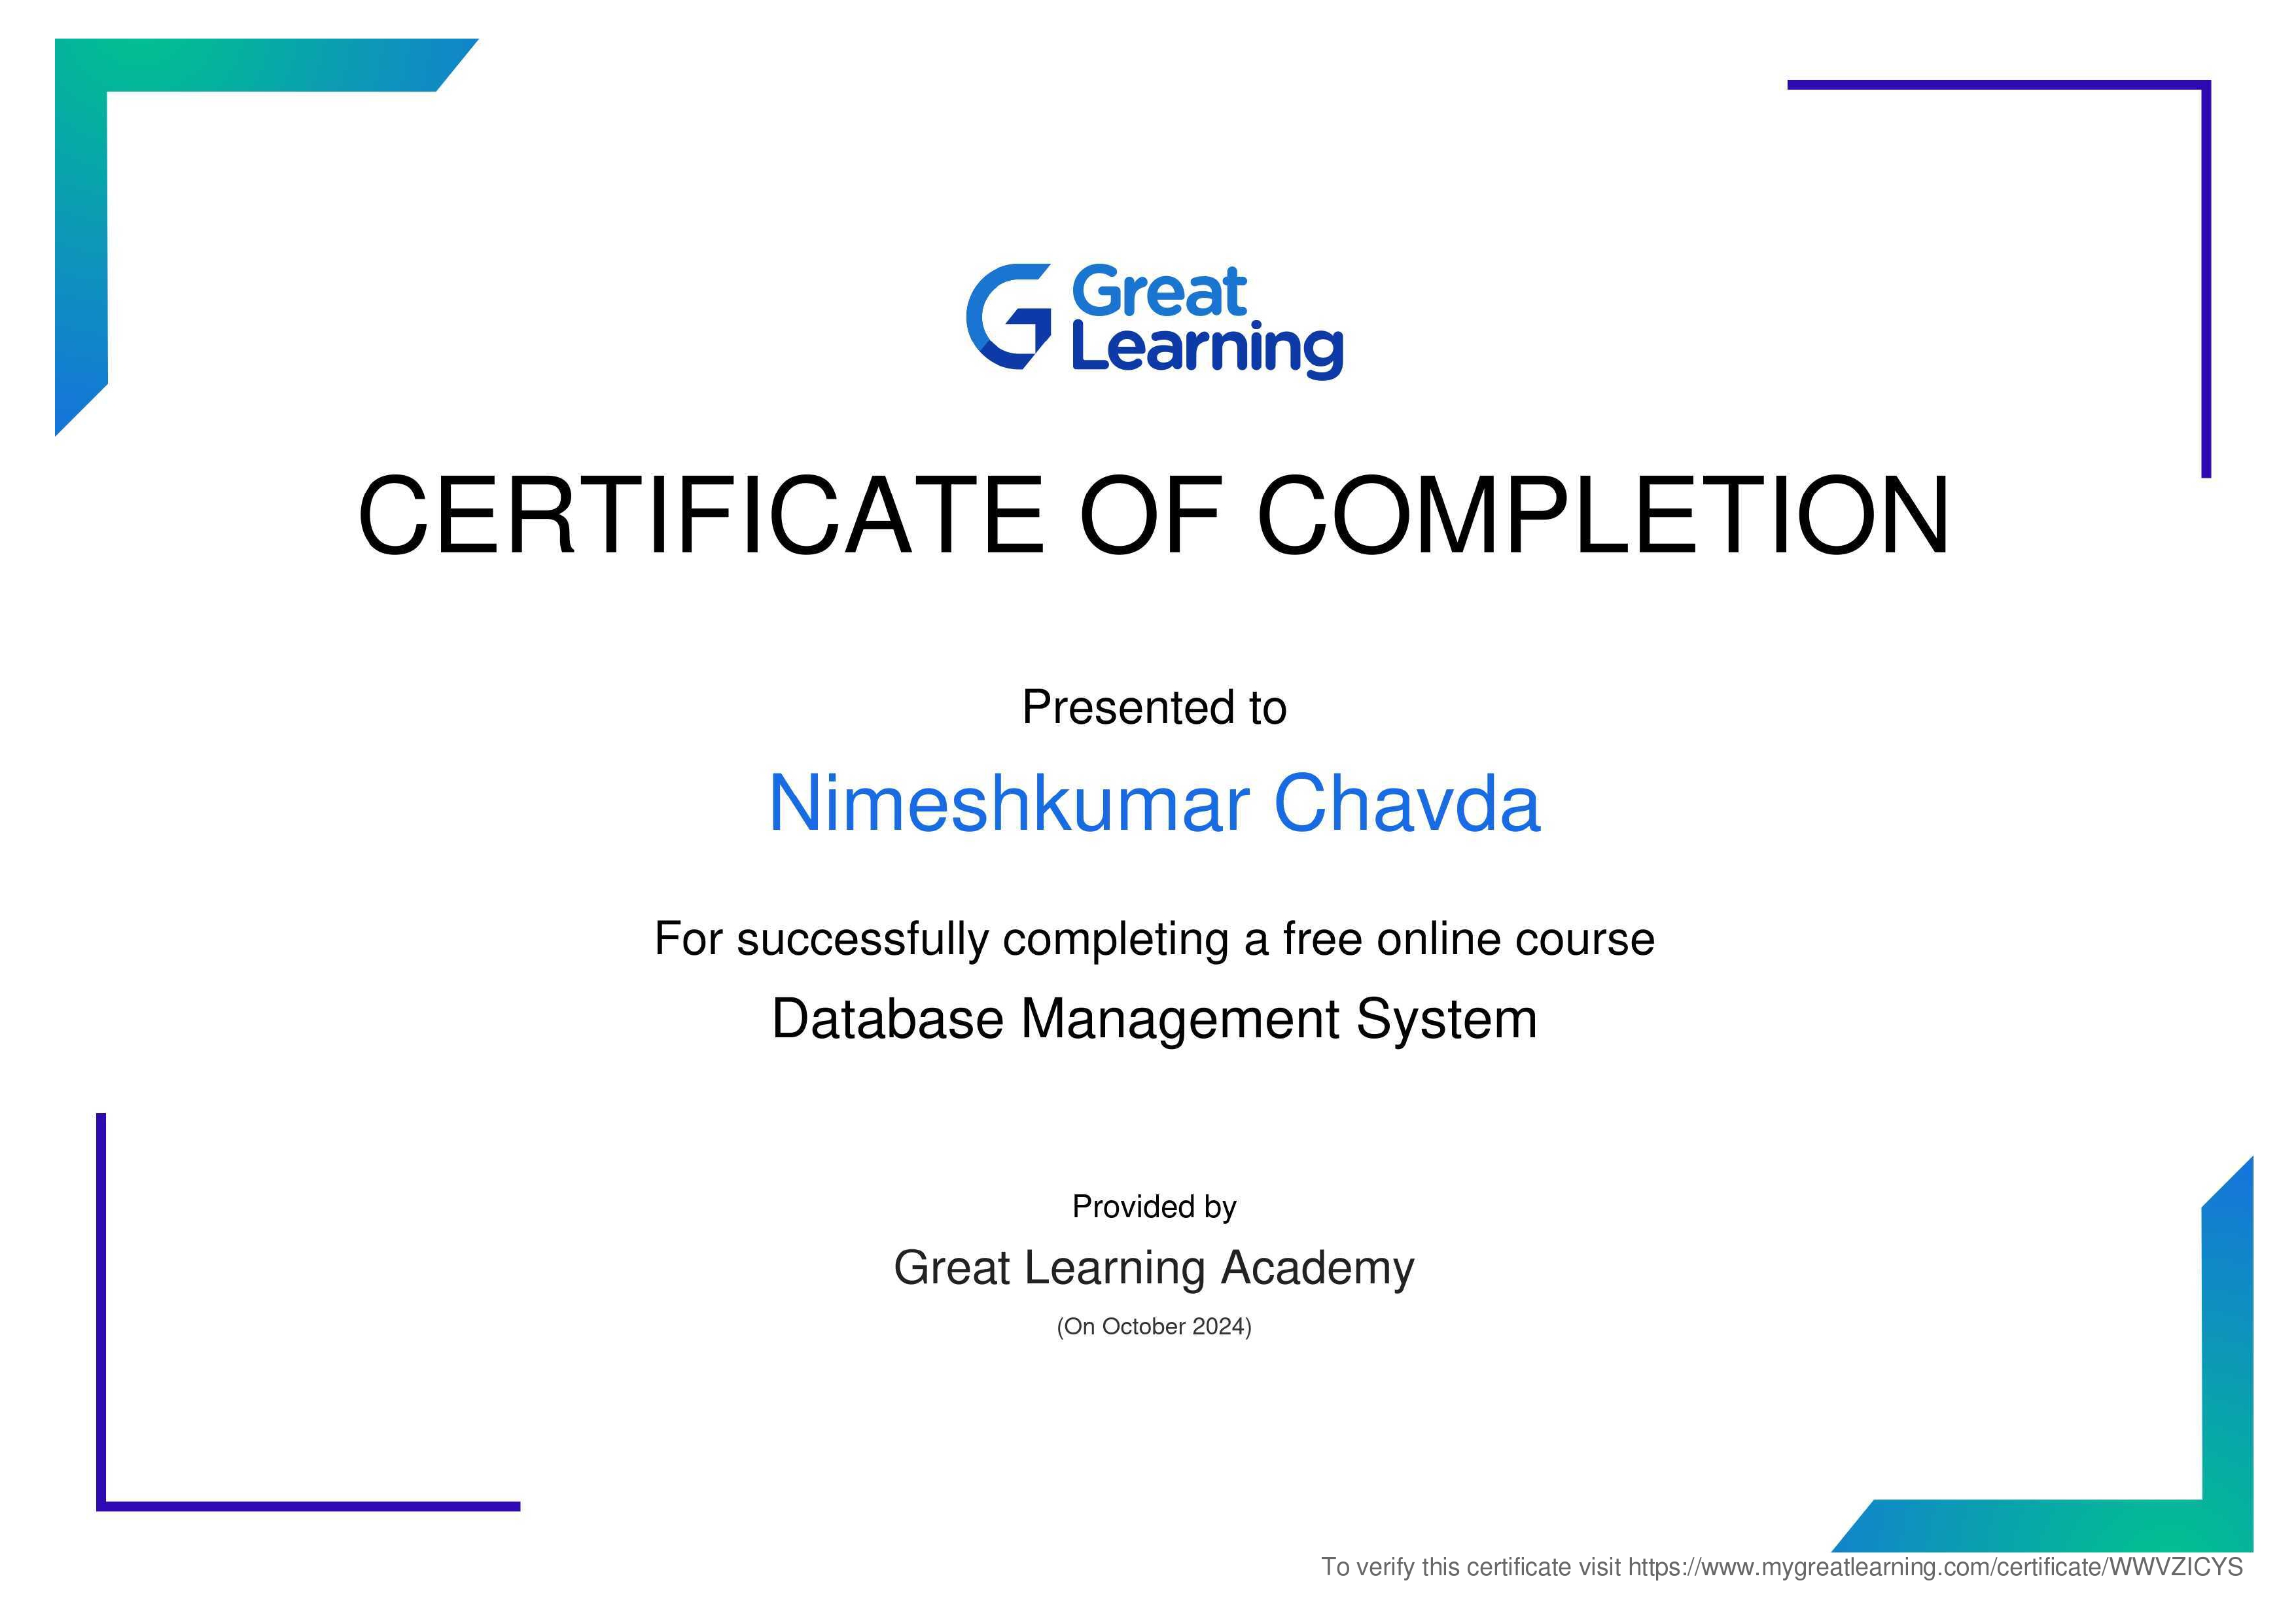 Great
Learning
CERTIFICATE OF COMPLETION
Presented to
Nimeshkumar Chavda
For successfully completing a free online course
Database Management System
Provided by
Great Learning Academy
(On October 2024)
To verify this certificate visit https://www.mygreatlearning.com/certificate/WWVZICYS